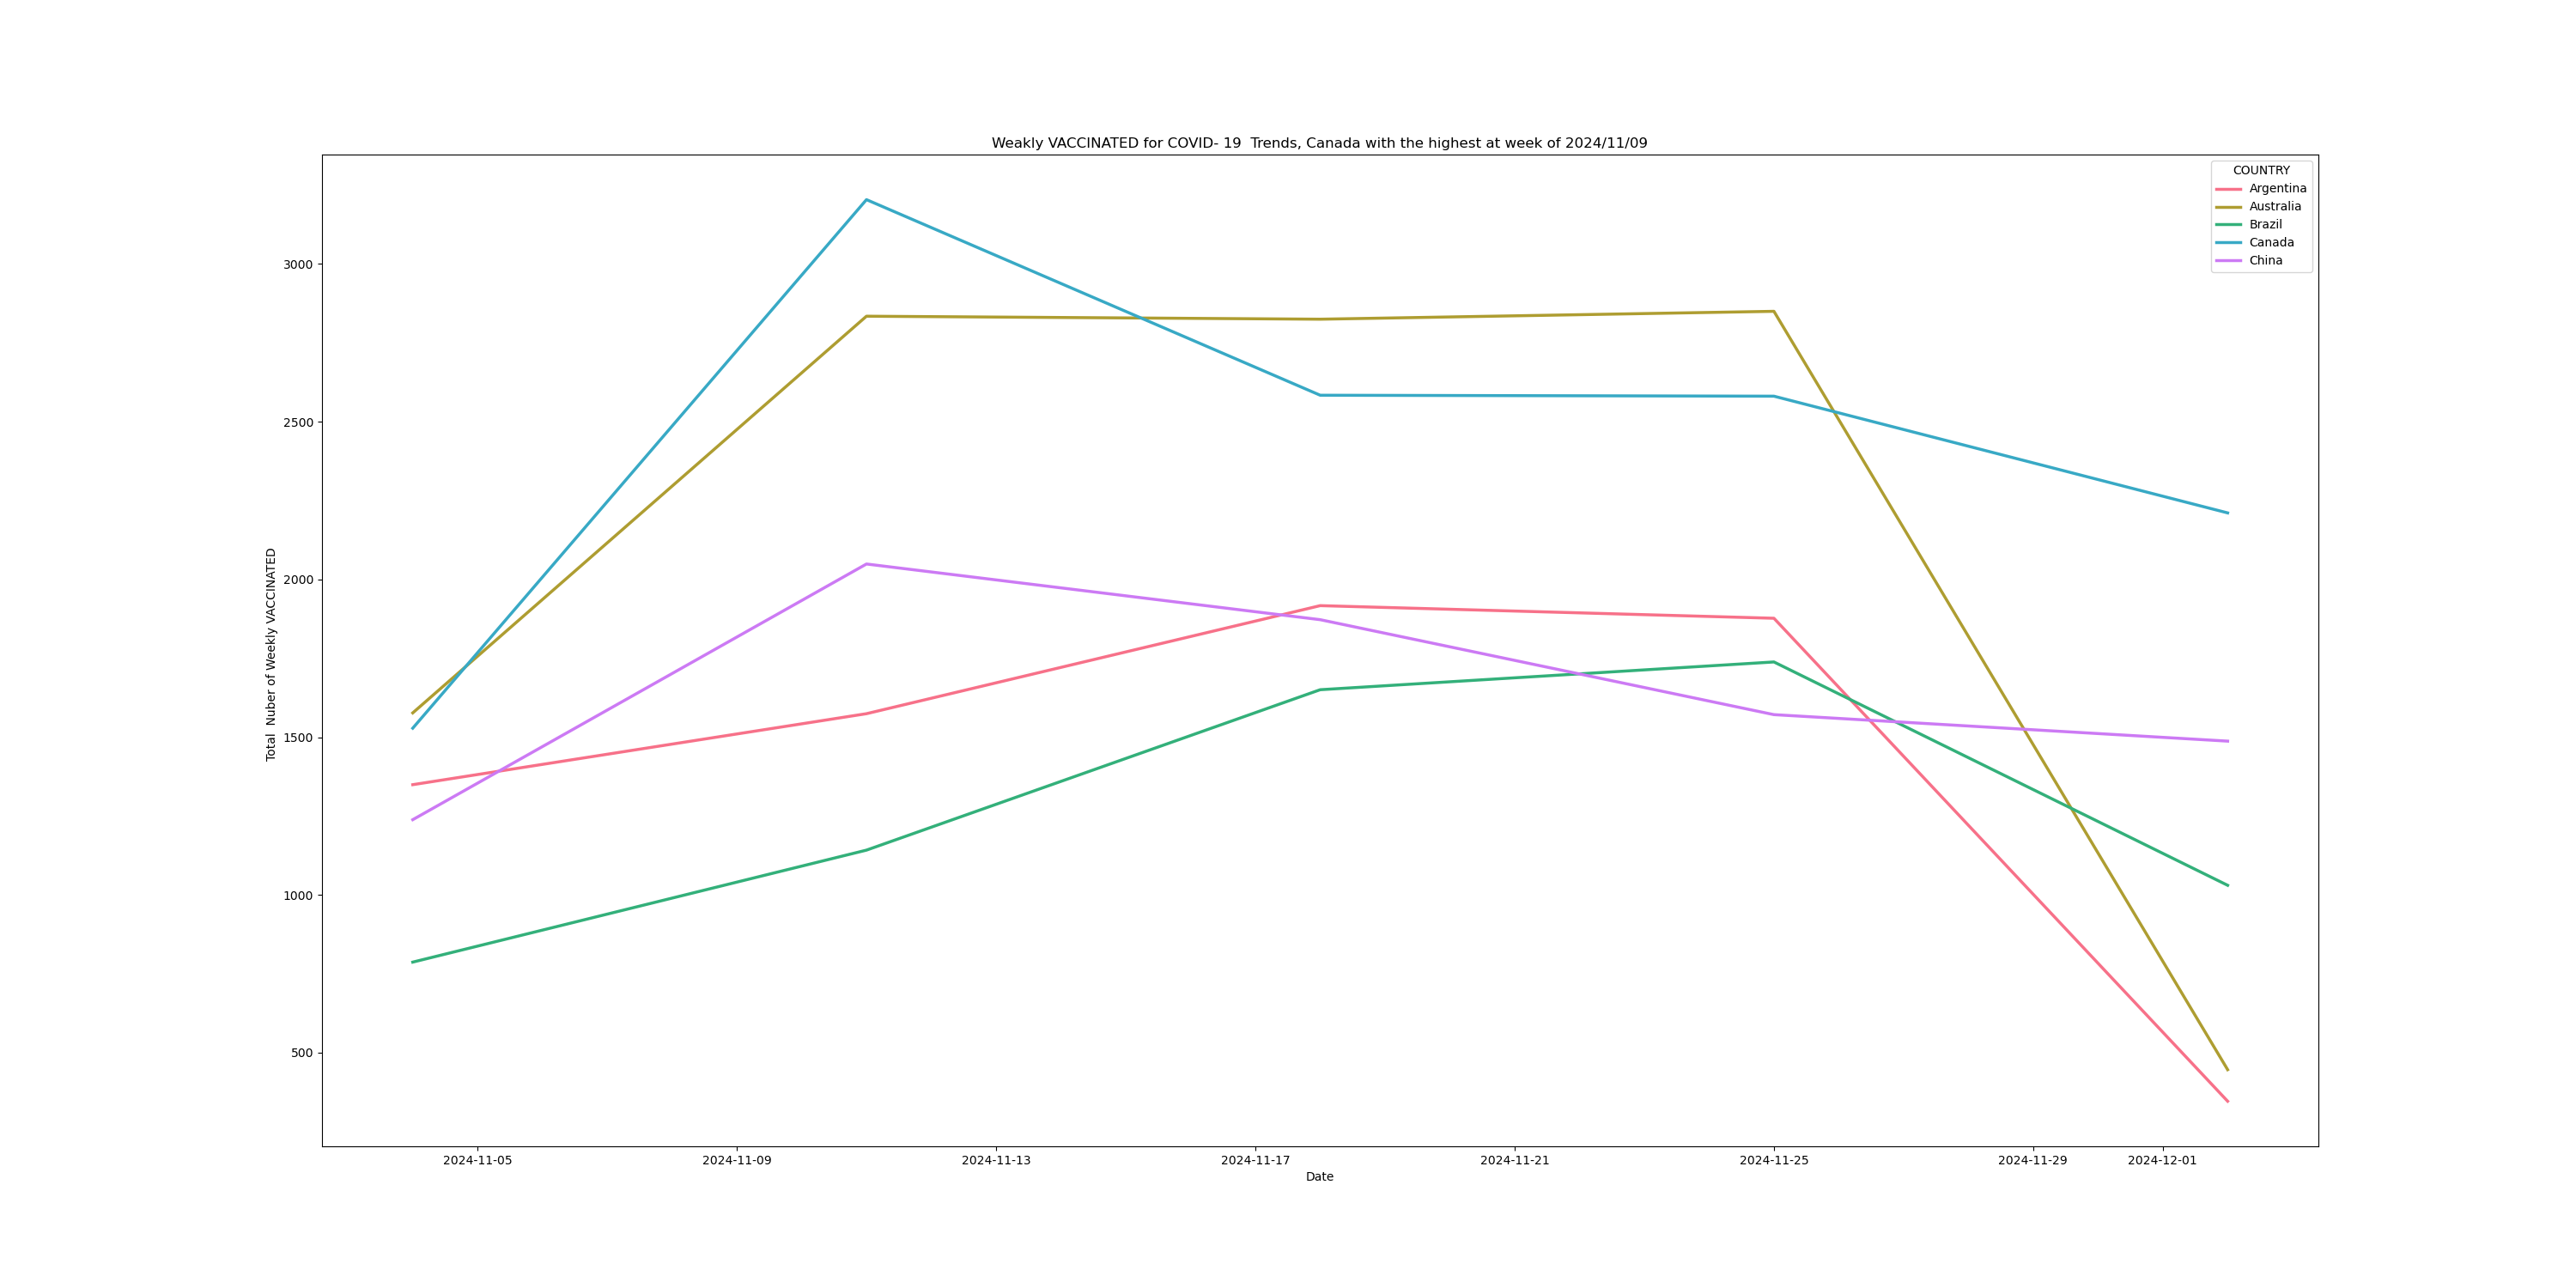 Weakly VACCINATED for COVID- 19  Trends, Canada with the highest at week of 2024/11/09
COUNTRY
Argentina
Australia
Brazil
Canada
China
3000
2500
2000
1500
1000
500
Total  Nuber of Weekly VACCINATED
2024-11-05 2024-11-09 2024-11-13 2024-11-17 2024-11-21 2024-11-25 2024-11-29 2024-12-01
Date